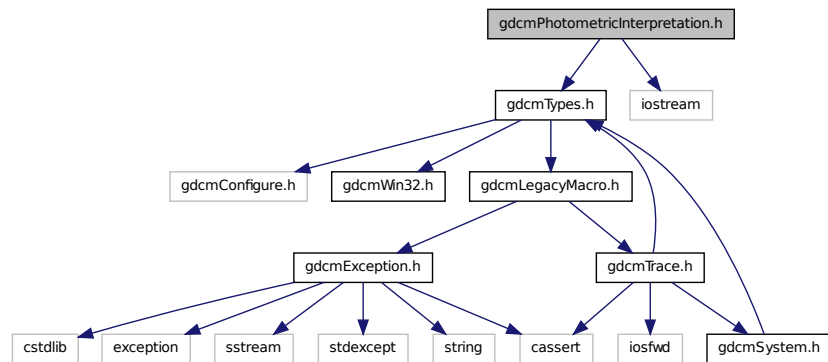 gdcmPhotometricInterpretation.h
gdcmTypes.h
iostream
gdcmConfigure.h
gdcmWin32.h
gdcmLegacyMacro.h
gdcmException.h
gdcmTrace.h
cstdlib
exception
sstream
stdexcept
string
cassert
iosfwd
gdcmSystem.h